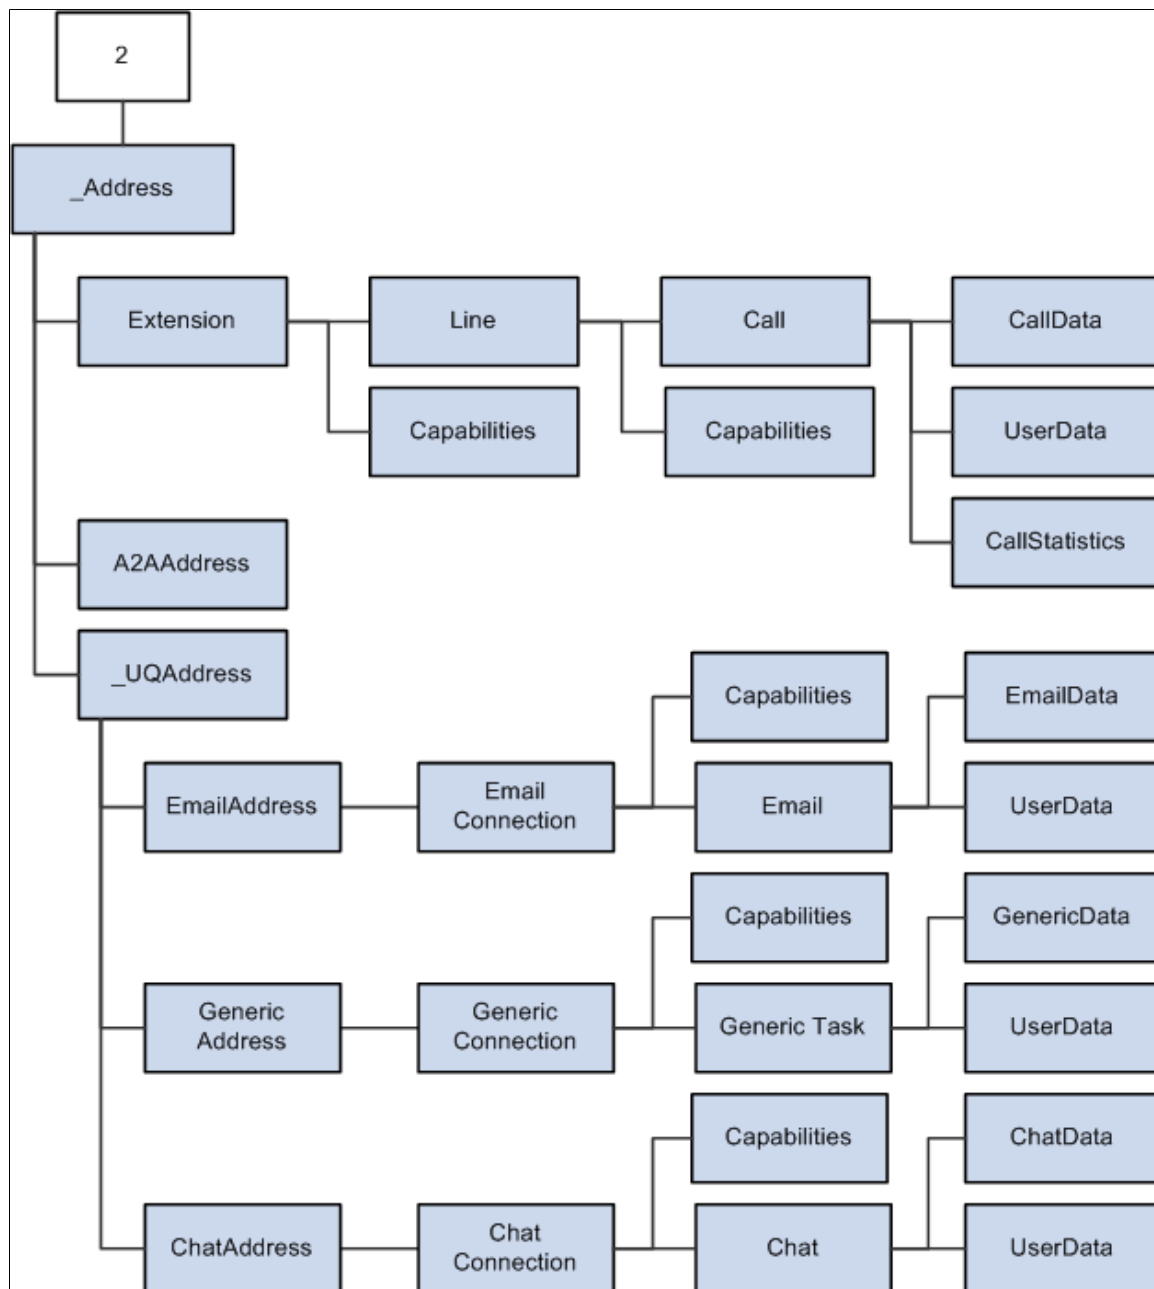 2
_Address
Extension
Line
Call
CallData
Capabilities
Capabilities
UserData
CallStatistics
A2AAddress
_UQAddress
Capabilities
EmailData
EmailAddress
Email
Connection
Email
UserData
Capabilities
GenericData
Generic
Address
Generic
Connection
Generic Task
UserData
Capabilities
ChatData
ChatAddress
Chat
Connection
Chat
UserData